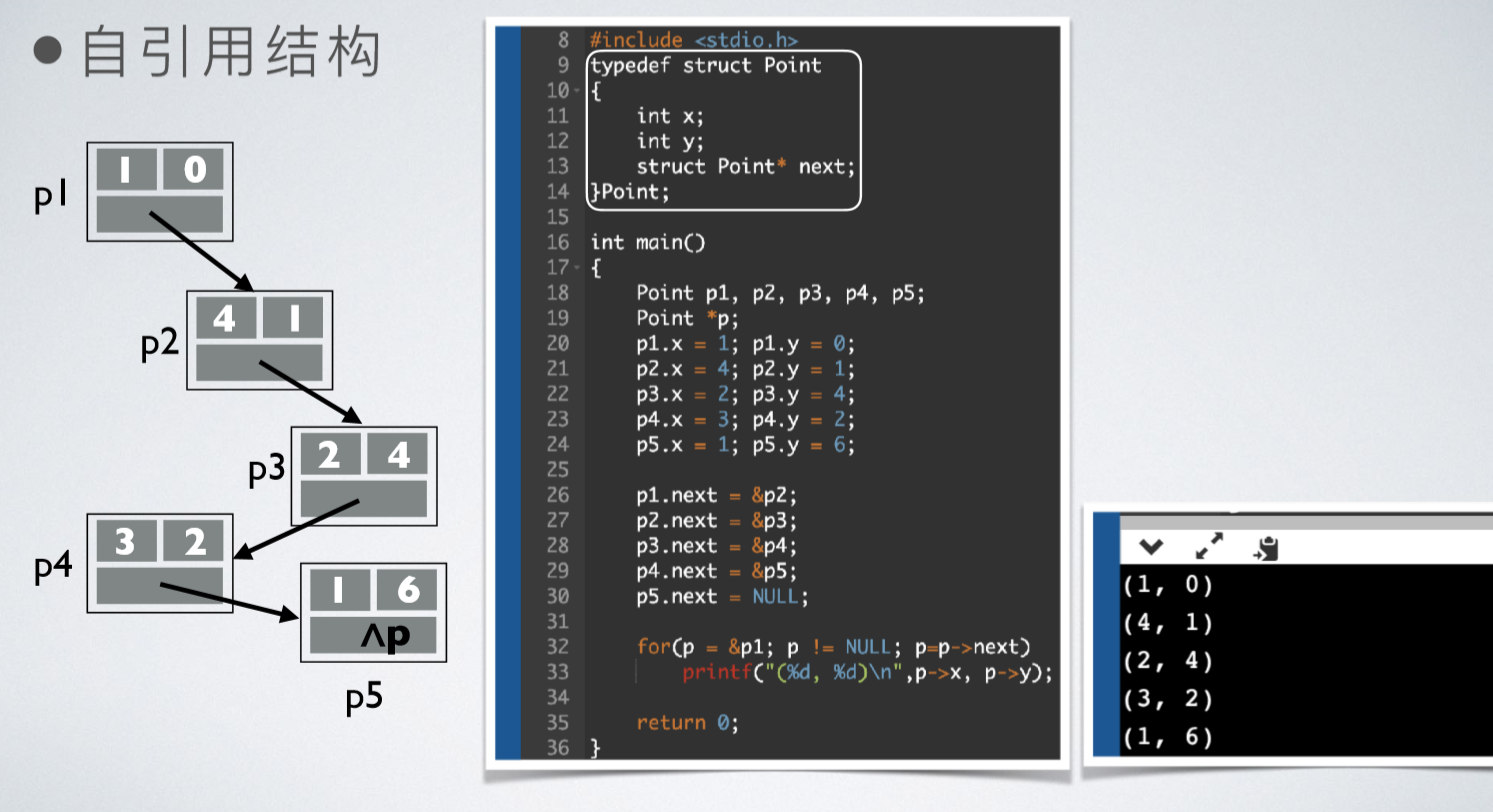 ●自引用结构
p1
1 0
p2
4 1
p3
2 4
p4
3 2
1 6
∧p
p5
8 #include <stdio.h>
9 typedef struct Point
10 {
11     int x;
12     int y;
13     struct Point* next;
14 }Point;
15
16 int main()
17 {
18     Point p1, p2, p3, p4, p5;
19     Point *p;
20     p1.x = 1; p1.y = 0;
21     p2.x = 4; p2.y = 1;
22     p3.x = 2; p3.y = 4;
23     p4.x = 3; p4.y = 2;
24     p5.x = 1; p5.y = 6;
25
26     p1.next = &p2;
27     p2.next = &p3;
28     p3.next = &p4;
29     p4.next = &p5;
30     p5.next = NULL;
31
32     for(p = &p1; p != NULL; p=p->next)
33         printf("(%d, %d)\n",p->x, p->y);
34
35     return 0;
36 }
(1, 0)
(4, 1)
(2, 4)
(3, 2)
(1, 6)